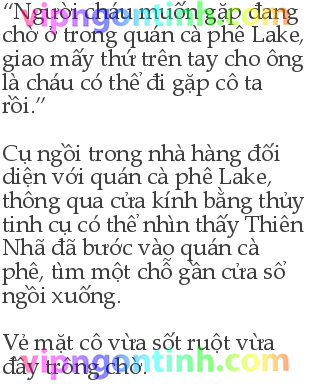 “Người cháu muốn gặp đang
chờ ở trong quán cà phê Lake,
giao mấy thứ trên tay cho ông
là cháu có thể đi gặp cô ta
rồi.”
Cụ ngồi trong nhà hàng đối
diện với quán cà phê Lake,
thông qua cửa kính bằng thủy
tinh cụ có thể nhìn thấy Thiên
Nhã đã bước vào quán cà
phê, tìm một chỗ gần cửa sổ
ngồi xuống.
Vẻ mặt cô vừa sốt ruột vừa
đầy trông chờ.
vipngontinh.com
vipngontinh.com